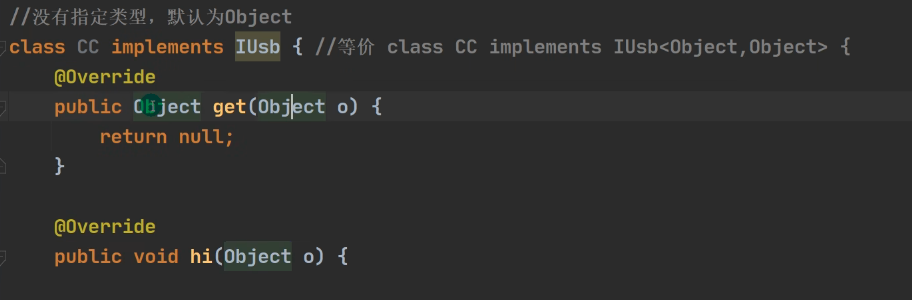 //没有指定类型，默认为Object
class CC implements IUsb { //等价 class CC implements IUsb<Object,Object> {
@Override
public Object get(Object o) {
return null;
}
@Override
public void hi(Object o) {